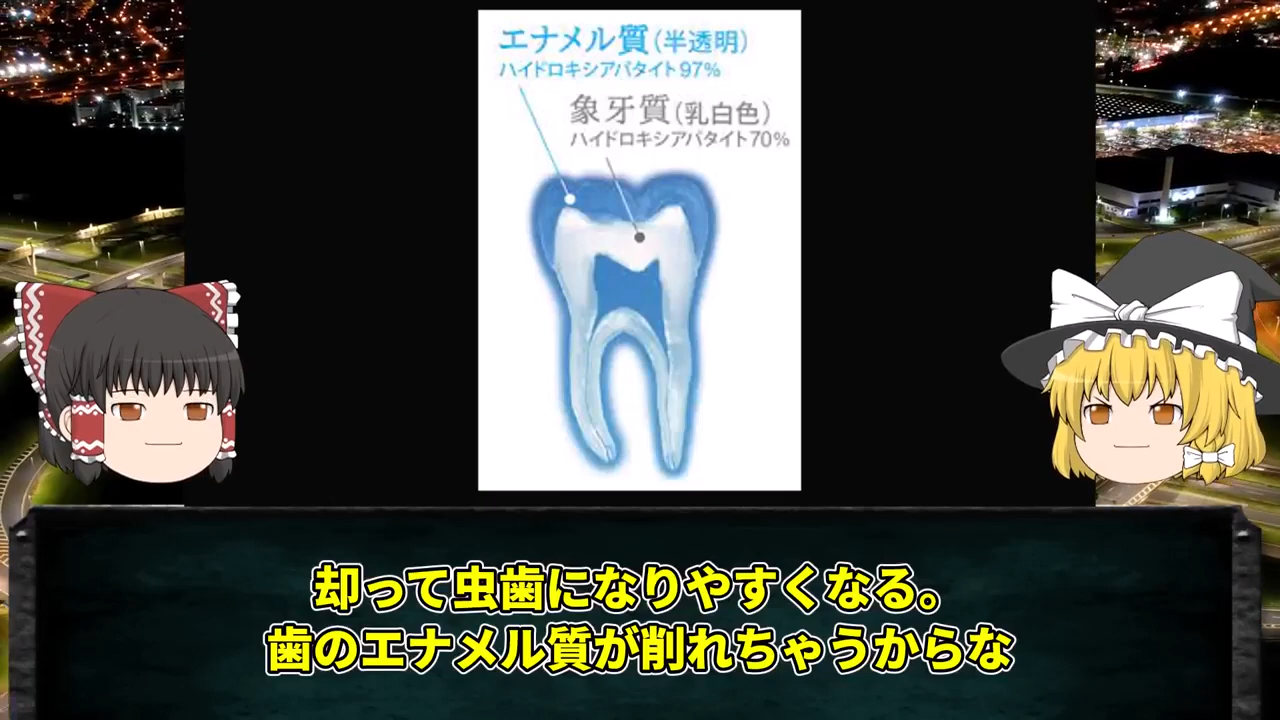 エナメル質(半透明)
ハイドロキシアパタイト97%
象牙質(乳白色)
ハイドロキシアパタイト70%
却って虫歯になりやすくなる。
歯のエナメル質が削れちゃうからな